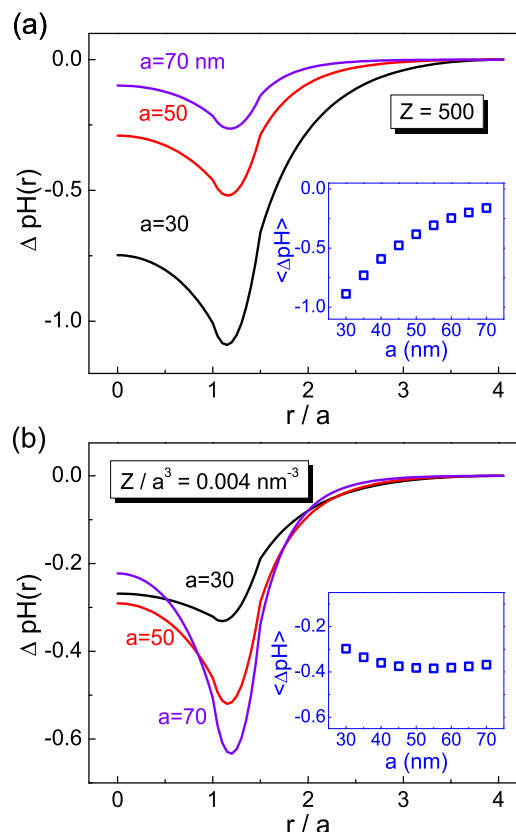 (a)
0.0
-0.5
-1.0
Δ pH(r)
a=70 nm
a=50
a=30
Z = 500
0.0
-0.5
-1.0
<ΔpH>
30 40 50 60 70
a (nm)
0 1 2 3 4
r / a
(b)
0.0
-0.2
-0.4
-0.6
Δ pH(r)
Z / a³ = 0.004 nm⁻³
a=30
a=50
a=70
-0.2
-0.4
-0.6
<ΔpH>
30 40 50 60 70
a (nm)
0 1 2 3 4
r / a